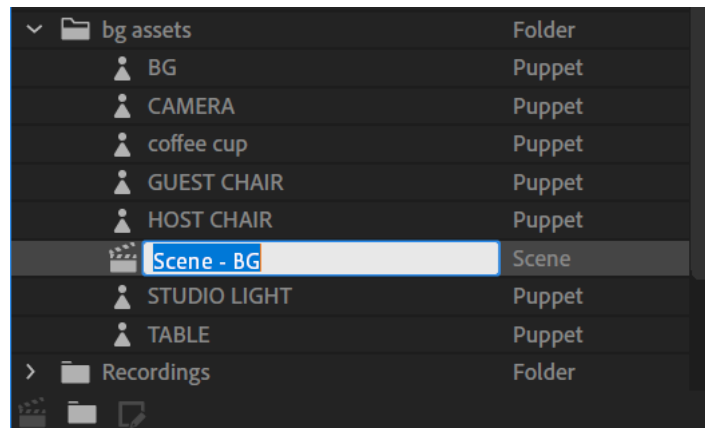 bg assets Folder
BG Puppet
CAMERA Puppet
coffee cup Puppet
GUEST CHAIR Puppet
HOST CHAIR Puppet
Scene - BG Scene
STUDIO LIGHT Puppet
TABLE Puppet
Recordings Folder